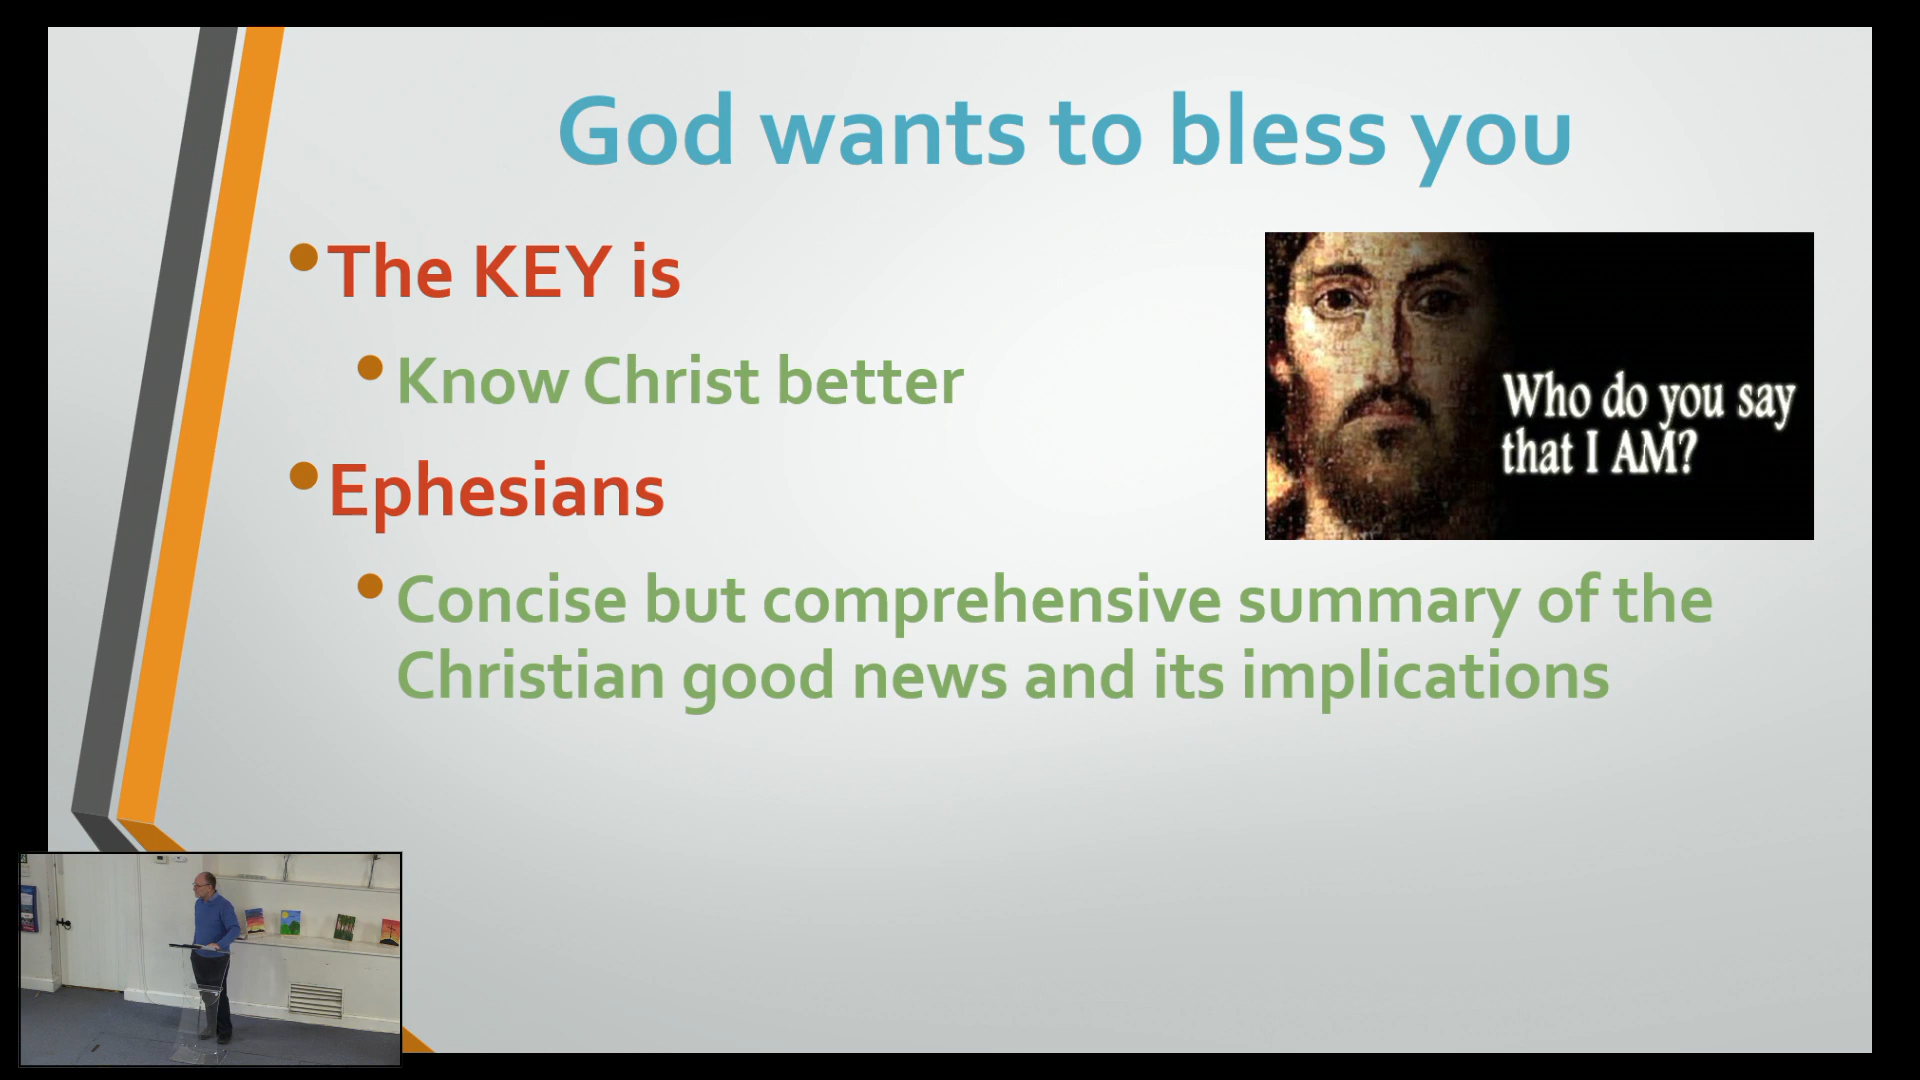 God wants to bless you
The KEY is
Know Christ better
Ephesians
Concise but comprehensive summary of the
Christian good news and its implications
Who do you say
that I AM?